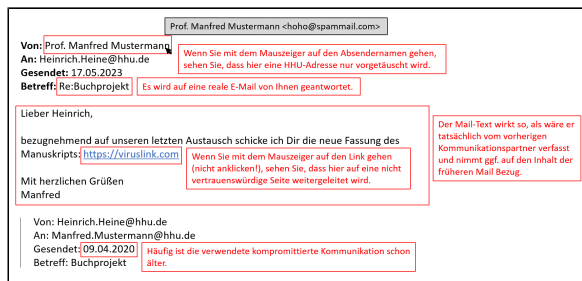 Prof. Manfred Mustermann <hoho@spammail.com>
Von: Prof. Manfred Mustermann
An: Heinrich.Heine@hhu.de
Gesendet: 17.05.2023
Betreff: Re:Buchprojekt
Wenn Sie mit dem Mauszeiger auf den Absendernamen gehen,
sehen Sie, dass hier eine HHU-Adresse nur vorgetäuscht wird.
Es wird auf eine reale E-Mail von Ihnen geantwortet.
Lieber Heinrich,
bezugnehmend auf unseren letzten Austausch schicke ich Dir die neue Fassung des
Manuskripts: https://viruslink.com
Wenn Sie mit dem Mauszeiger auf den Link gehen
(nicht anklicken!), sehen Sie, dass hier auf eine nicht
vertrauenswürdige Seite weitergeleitet wird.
Mit herzlichen Grüßen
Manfred
Der Mail-Text wirkt so, als wäre er
tatsächlich vom vorherigen
Kommunikationspartner verfasst
und nimmt ggf. auf den Inhalt der
früheren Mail Bezug.
Von: Heinrich.Heine@hhu.de
An: Manfred.Mustermann@hhu.de
Gesendet: 09.04.2020
Betreff: Buchprojekt
Häufig ist die verwendete kompromittierte Kommunikation schon
älter.